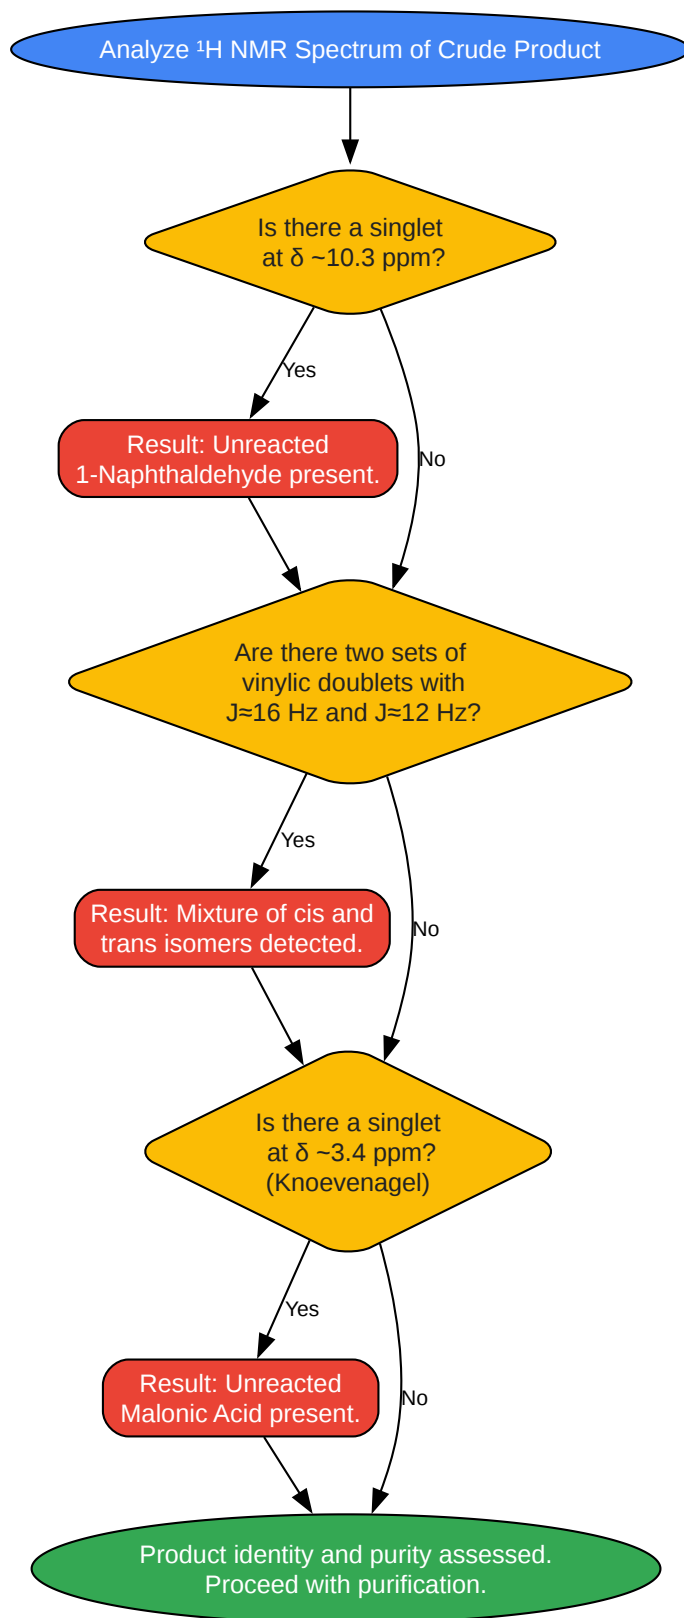 Analyze ¹H NMR Spectrum of Crude Product
Is there a singlet
at δ ~10.3 ppm?
Yes
Result: Unreacted
1-Naphthaldehyde present.
No
Are there two sets of
vinylic doublets with
J≈16 Hz and J≈12 Hz?
Yes
Result: Mixture of cis and
trans isomers detected.
No
Is there a singlet
at δ ~3.4 ppm?
(Knoevenagel)
Yes
Result: Unreacted
Malonic Acid present.
No
Product identity and purity assessed.
Proceed with purification.